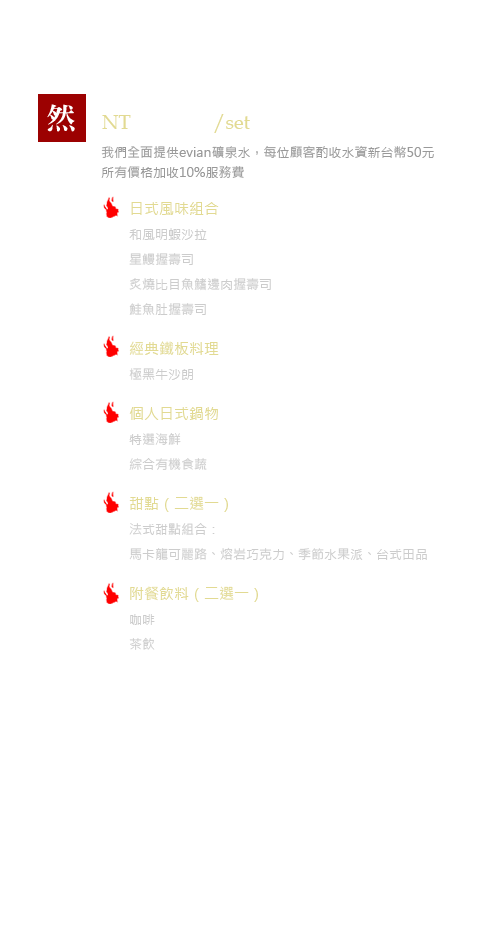 然
NT /set
我們全面提供evian礦泉水，每位顧客酌收水資新台幣50元
所有價格加收10%服務費
日式風味組合
和風明蝦沙拉
星鰻握壽司
炙燒比目魚鰭邊肉握壽司
鮭魚肚握壽司
經典鐵板料理
極黑牛沙朗
個人日式鍋物
特選海鮮
綜合有機食蔬
甜點（二選一）
法式甜點組合：
馬卡龍可麗路、熔岩巧克力、季節水果派、台式田品
附餐飲料（二選一）
咖啡
茶飲